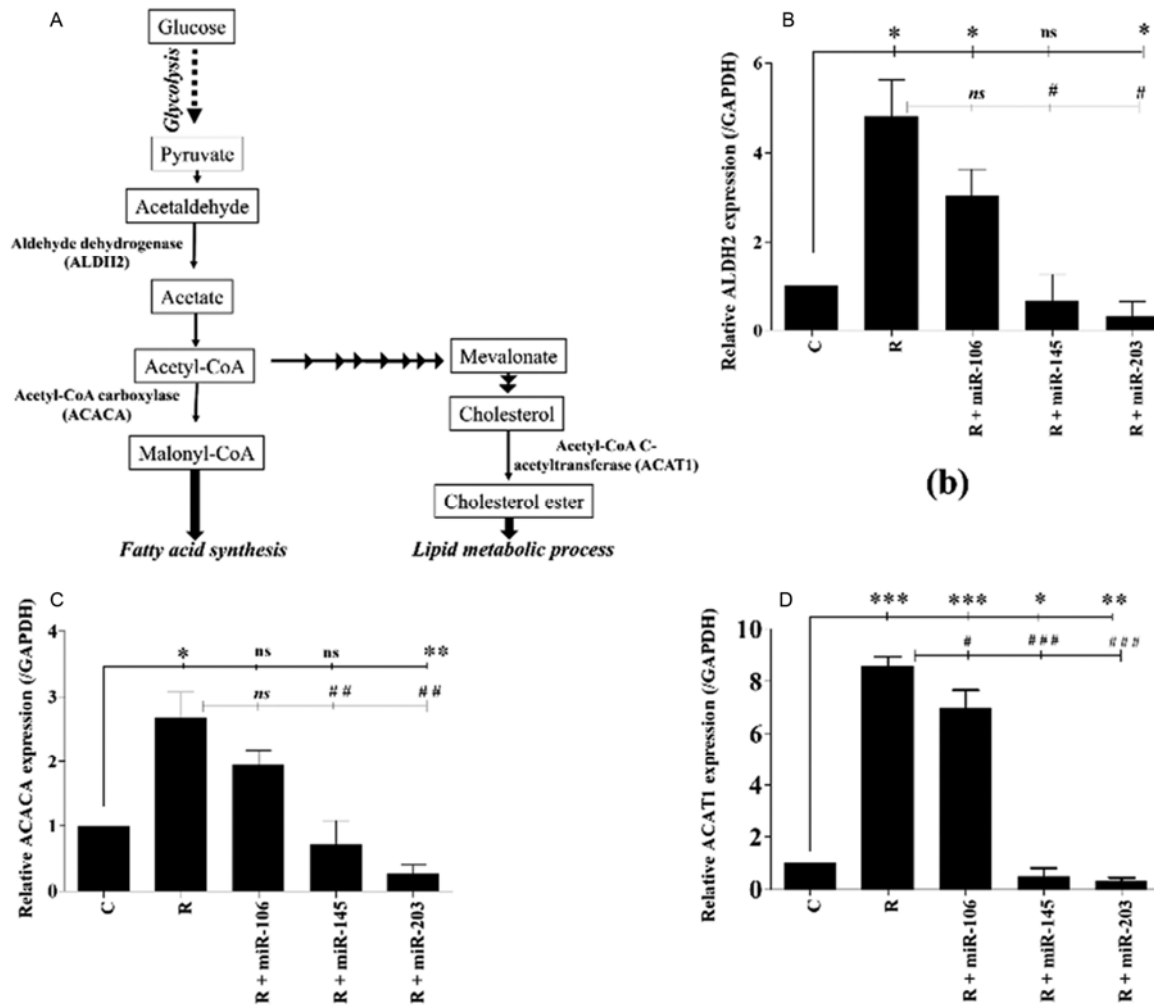 A
Glucose
Glycolysis
Pyruvate
Acetaldehyde
Aldehyde dehydrogenase
(ALDH2)
Acetate
Acetyl-CoA
Acetyl-CoA carboxylase
(ACACA)
Malonyl-CoA
Fatty acid synthesis
Mevalonate
Cholesterol
Acetyl-CoA C-
acetyltransferase (ACAT1)
Cholesterol ester
Lipid metabolic process
B
* * ns *
ns # #
Relative ALDH2 expression (/GAPDH)
6
4
2
0
C
R
R + miR-106
R + miR-145
R + miR-203
(b)
C
* ns ns **
ns ## ##
Relative ACACA expression (/GAPDH)
4
3
2
1
0
C
R
R + miR-106
R + miR-145
R + miR-203
D
*** *** * **
# ### ###
Relative ACAT1 expression (/GAPDH)
10
8
6
4
2
0
C
R
R + miR-106
R + miR-145
R + miR-203